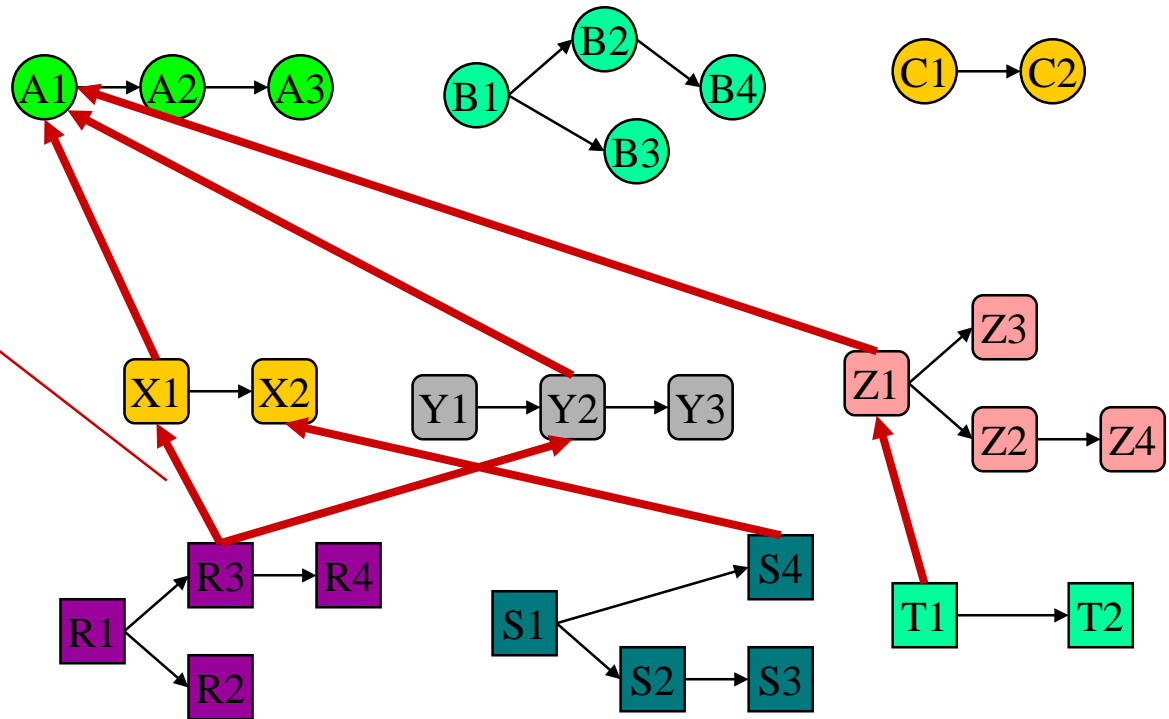 A1 A2 A3
B1 B2 B3 B4
C1 C2
X1 X2
Y1 Y2 Y3
Z1 Z2 Z3 Z4
R1 R2 R3 R4
S1 S2 S3 S4
T1 T2